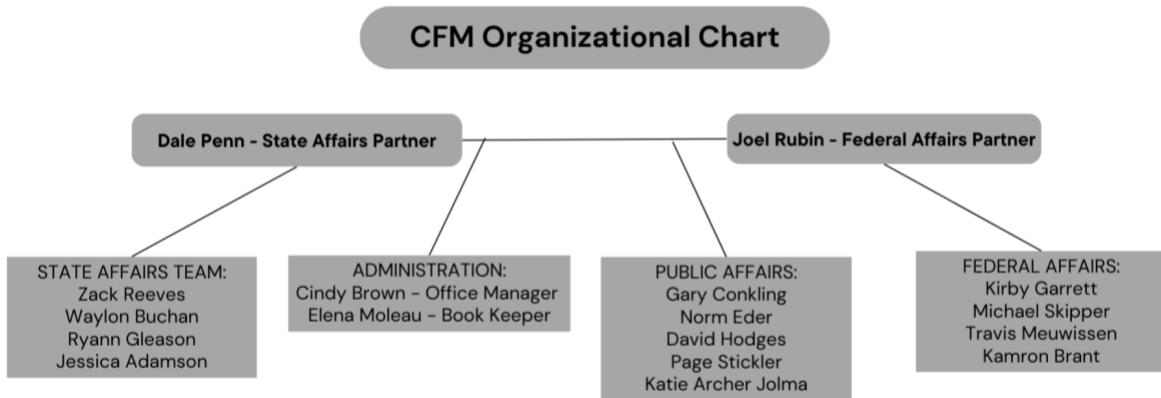 CFM Organizational Chart
Dale Penn - State Affairs Partner
Joel Rubin - Federal Affairs Partner
STATE AFFAIRS TEAM:
Zack Reeves
Waylon Buchan
Ryann Gleason
Jessica Adamson
ADMINISTRATION:
Cindy Brown - Office Manager
Elena Moleau - Book Keeper
PUBLIC AFFAIRS:
Gary Conkling
Norm Eder
David Hodges
Page Stickler
Katie Archer Jolma
FEDERAL AFFAIRS:
Kirby Garrett
Michael Skipper
Travis Meuwissen
Kamron Brant